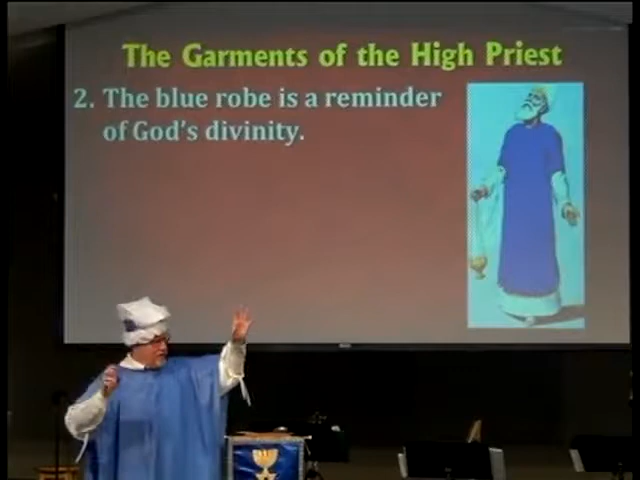 The Garments of the High Priest
2. The blue robe is a reminder
of God's divinity.